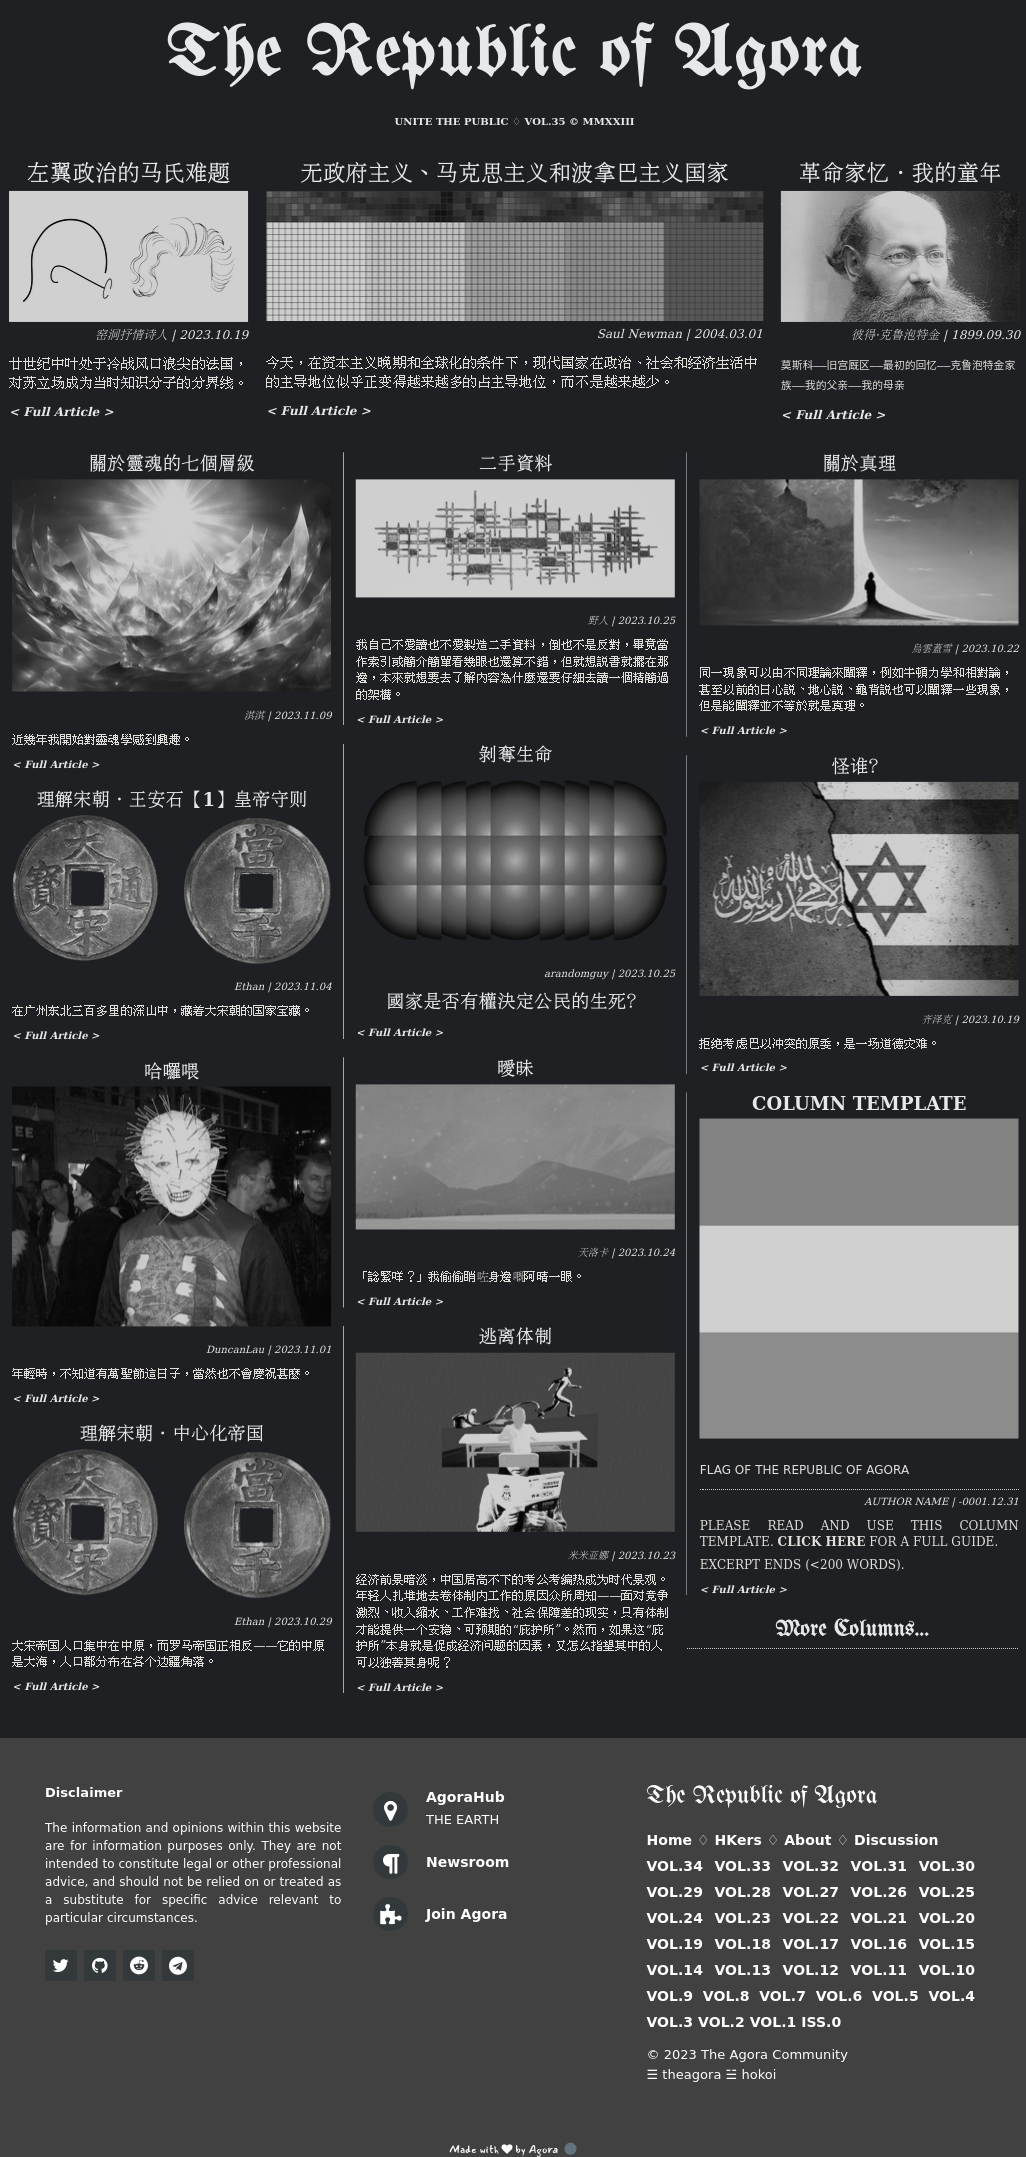 The Republic of Agora
UNITE THE PUBLIC ♢ VOL.35 © MMXXIII
左翼政治的马氏难题
窑洞抒情诗人 | 2023.10.19
廿世纪中叶处于冷战风口浪尖的法国，
对苏立场成为当时知识分子的分界线。
< Full Article >
无政府主义、马克思主义和波拿巴主义国家
Saul Newman | 2004.03.01
今天，在资本主义晚期和全球化的条件下，现代国家在政治、社会和经济生活中
的主导地位似乎正变得越来越多的占主导地位，而不是越来越少。
< Full Article >
革命家忆・我的童年
彼得·克鲁泡特金 | 1899.09.30
莫斯科——旧宫厩区——最初的回忆——克鲁泡特金家
族——我的父亲——我的母亲
< Full Article >
關於靈魂的七個層級
淇淇 | 2023.11.09
近幾年我開始對靈魂學感到興趣。
< Full Article >
理解宋朝・王安石【1】皇帝守则
大宋通寶
當千
Ethan | 2023.11.04
在广州东北三百多里的深山中，藏着大宋朝的国家宝藏。
< Full Article >
哈囉喂
DuncanLau | 2023.11.01
年輕時，不知道有萬聖節這日子，當然也不會慶祝甚麼。
< Full Article >
理解宋朝・中心化帝国
大宋通寶
當千
Ethan | 2023.10.29
大宋帝国人口集中在中原，而罗马帝国正相反——它的中原
是大海，人口都分布在各个边疆角落。
< Full Article >
二手資料
野人 | 2023.10.25
我自己不愛讀也不愛製造二手資料，倒也不是反對，畢竟當
作索引或簡介簡單看幾眼也還算不錯，但就想說書就擺在那
邊，本來就想要去了解内容為什麼還要仔細去讀一個精簡過
的架構。
< Full Article >
剝奪生命
arandomguy | 2023.10.25
國家是否有權決定公民的生死？
< Full Article >
曖昧
天洛卡 | 2023.10.24
「諗緊咩？」我偷偷睄咗身邊嗰阿晴一眼。
< Full Article >
逃离体制
米米亚娜 | 2023.10.23
经济前景暗淡，中国居高不下的考公考编热成为时代景观。
年轻人扎堆地去卷体制内工作的原因众所周知——面对竞争
激烈、收入缩水、工作难找、社会保障差的现实，只有体制
才能提供一个安稳、可预期的“庇护所”。然而，如果这“庇
护所”本身就是促成经济问题的因素，又怎么指望其中的人
可以独善其身呢？
< Full Article >
關於真理
烏雲蓋雪 | 2023.10.22
同一現象可以由不同理論來闡釋，例如牛頓力學和相對論，
甚至以前的日心説、地心説、龜背説也可以闡釋一些現象，
但是能闡釋並不等於就是真理。
< Full Article >
怪谁？
齐泽克 | 2023.10.19
拒绝考虑巴以冲突的原委，是一场道德灾难。
< Full Article >
COLUMN TEMPLATE
FLAG OF THE REPUBLIC OF AGORA
AUTHOR NAME | -0001.12.31
PLEASE READ AND USE THIS COLUMN
TEMPLATE. CLICK HERE FOR A FULL GUIDE.
EXCERPT ENDS (<200 WORDS).
< Full Article >
More Columns...
Disclaimer
The information and opinions within this website
are for information purposes only. They are not
intended to constitute legal or other professional
advice, and should not be relied on or treated as
a substitute for specific advice relevant to
particular circumstances.
AgoraHub
THE EARTH
Newsroom
Join Agora
The Republic of Agora
Home ♢ HKers ♢ About ♢ Discussion
VOL.34 VOL.33 VOL.32 VOL.31 VOL.30
VOL.29 VOL.28 VOL.27 VOL.26 VOL.25
VOL.24 VOL.23 VOL.22 VOL.21 VOL.20
VOL.19 VOL.18 VOL.17 VOL.16 VOL.15
VOL.14 VOL.13 VOL.12 VOL.11 VOL.10
VOL.9 VOL.8 VOL.7 VOL.6 VOL.5 VOL.4
VOL.3 VOL.2 VOL.1 ISS.0
© 2023 The Agora Community
☰ theagora ☱ hokoi
Made with ♥ by Agora